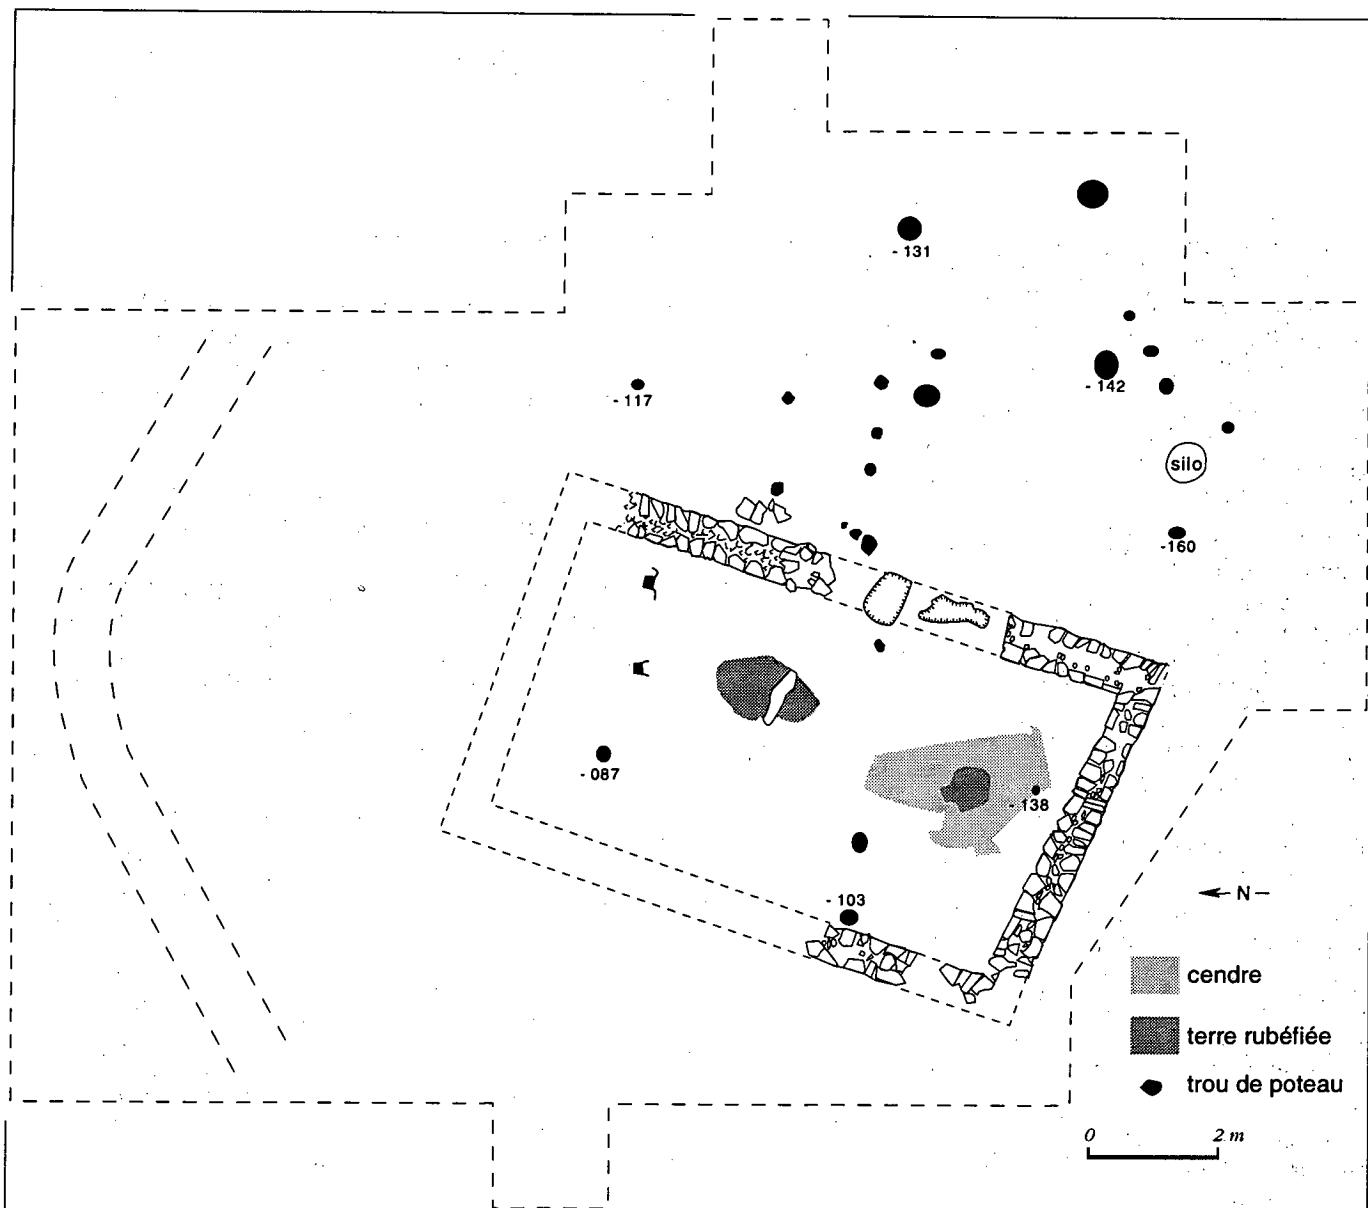 - 131
- 142
- 117
silo
-160
- 087
- 138
- 103
N
cendre
terre rubéfiée
trou de poteau
0 2 m